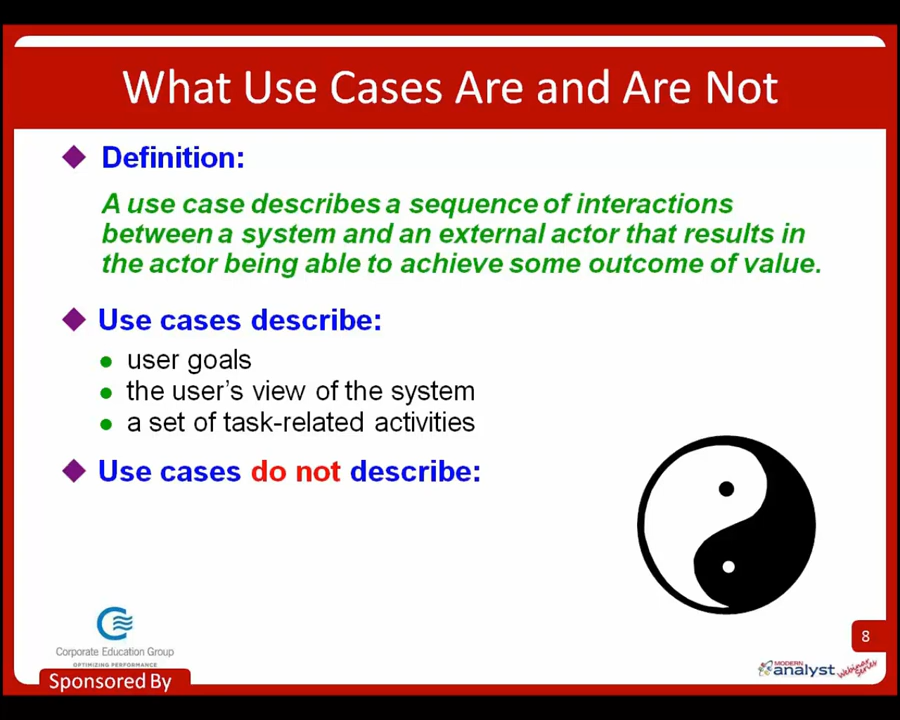 What Use Cases Are and Are Not
Definition:
A use case describes a sequence of interactions
between a system and an external actor that results in
the actor being able to achieve some outcome of value.
Use cases describe:
user goals
the user's view of the system
a set of task-related activities
Use cases do not describe:
Corporate Education Group
OPTIMIZING PERFORMANCE
Sponsored By
8
MODERN
analyst
Webinar
Series